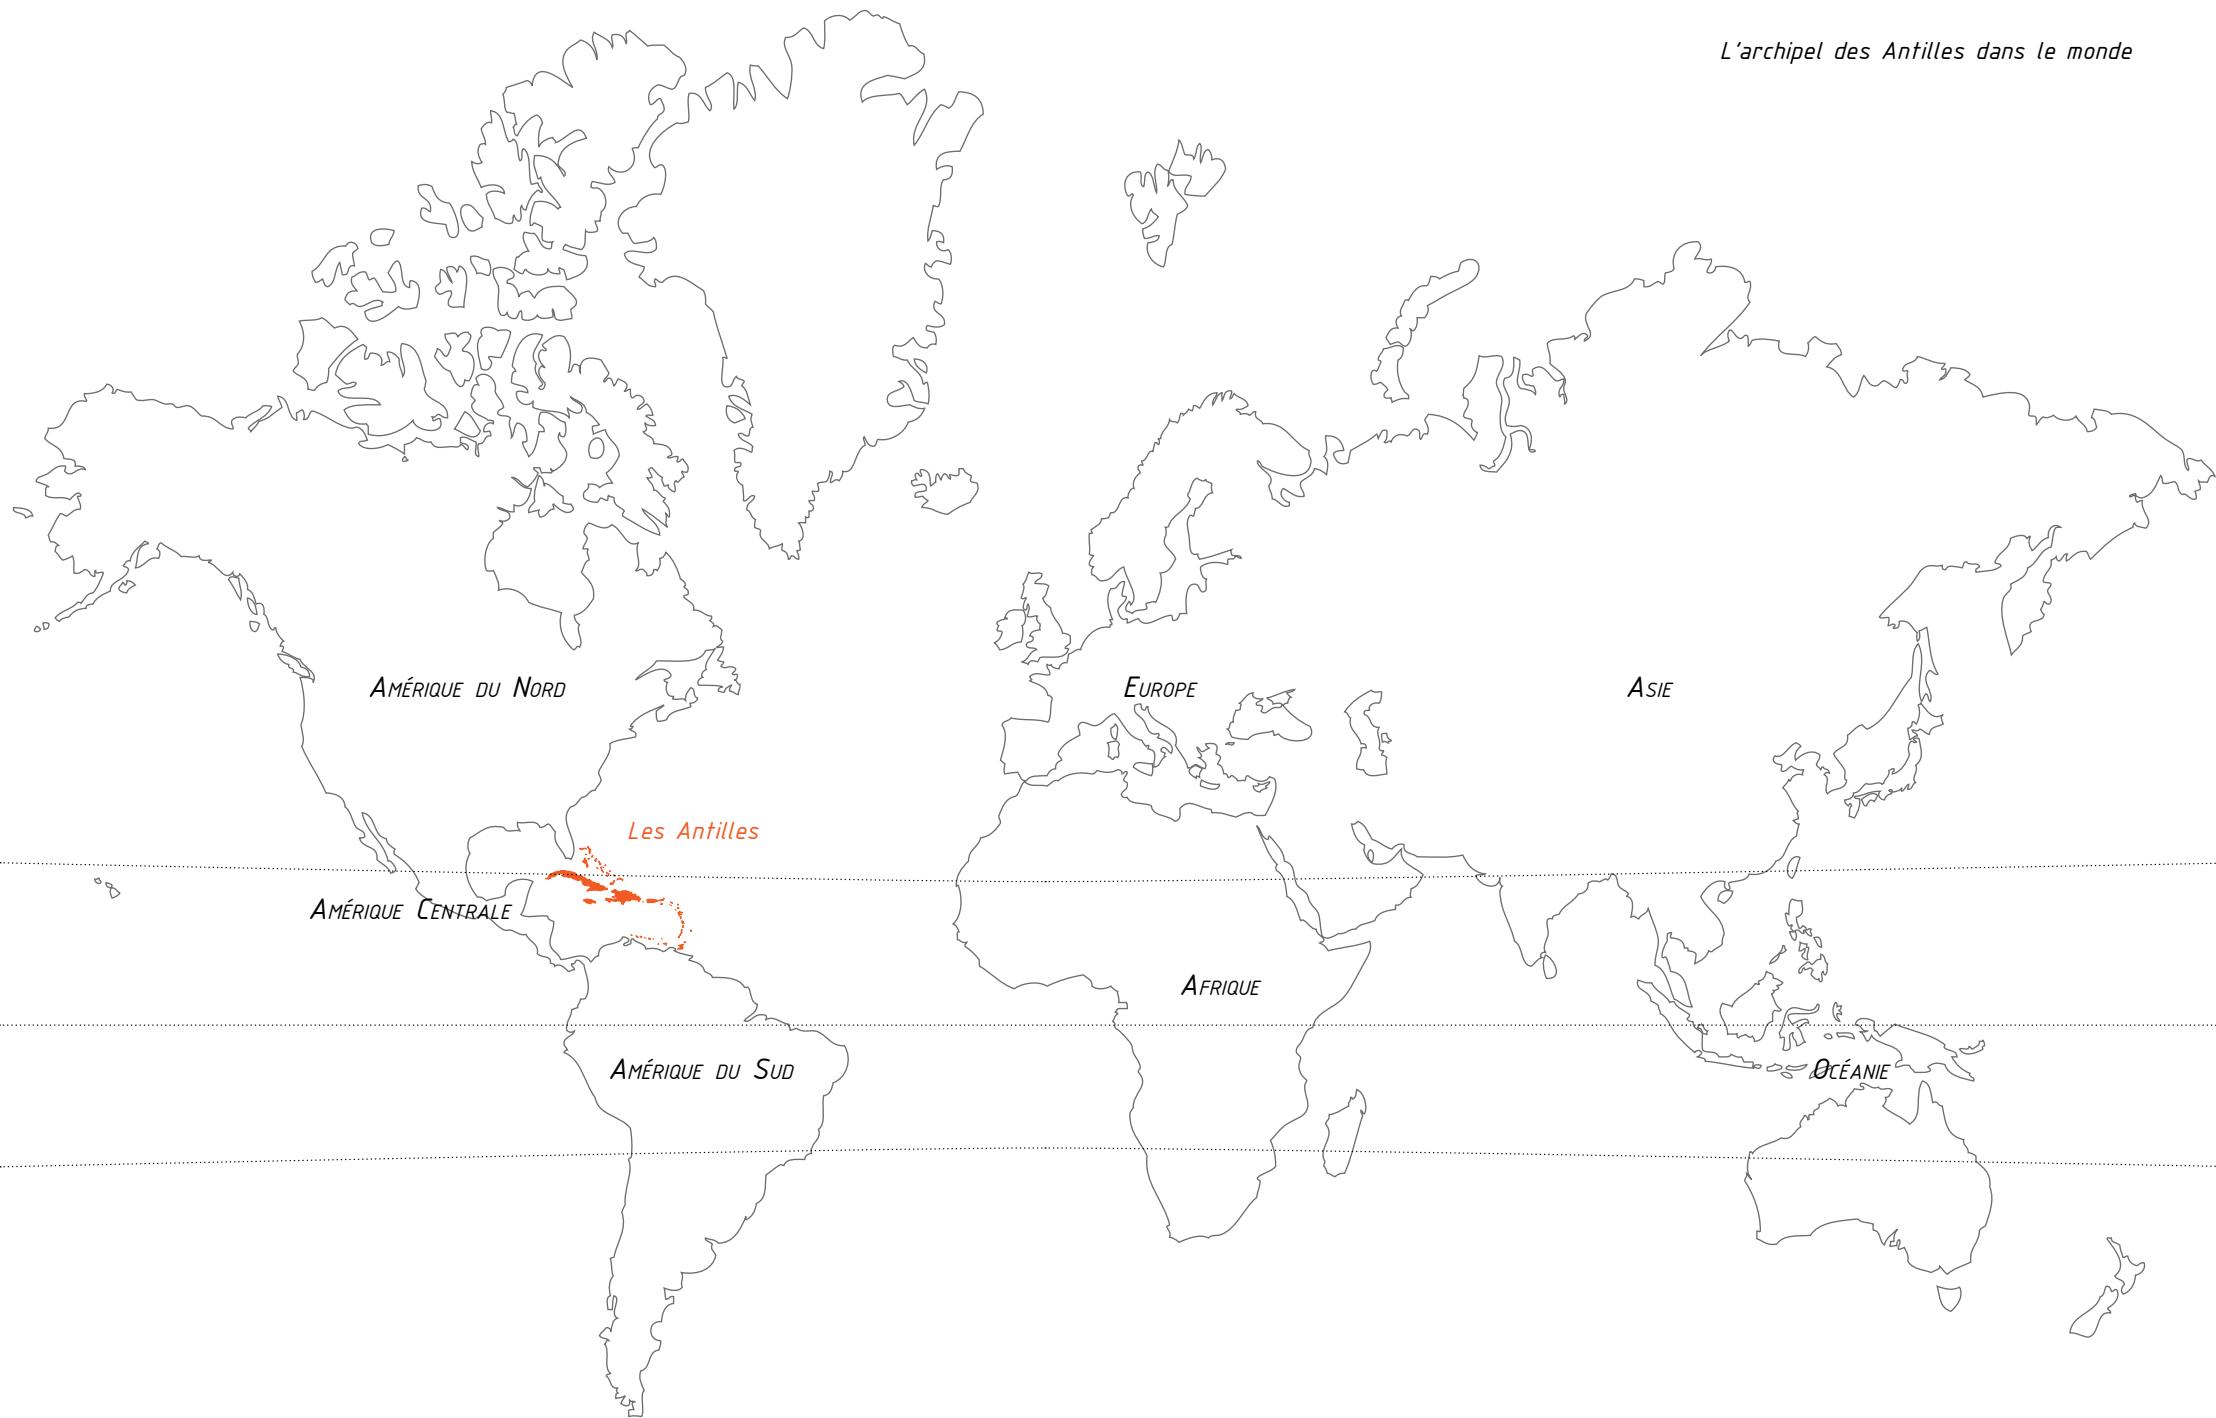 L'archipel des Antilles dans le monde
Amérique du Nord
Europe
Asie
Les Antilles
Amérique Centrale
Afrique
Amérique du Sud
Océanie